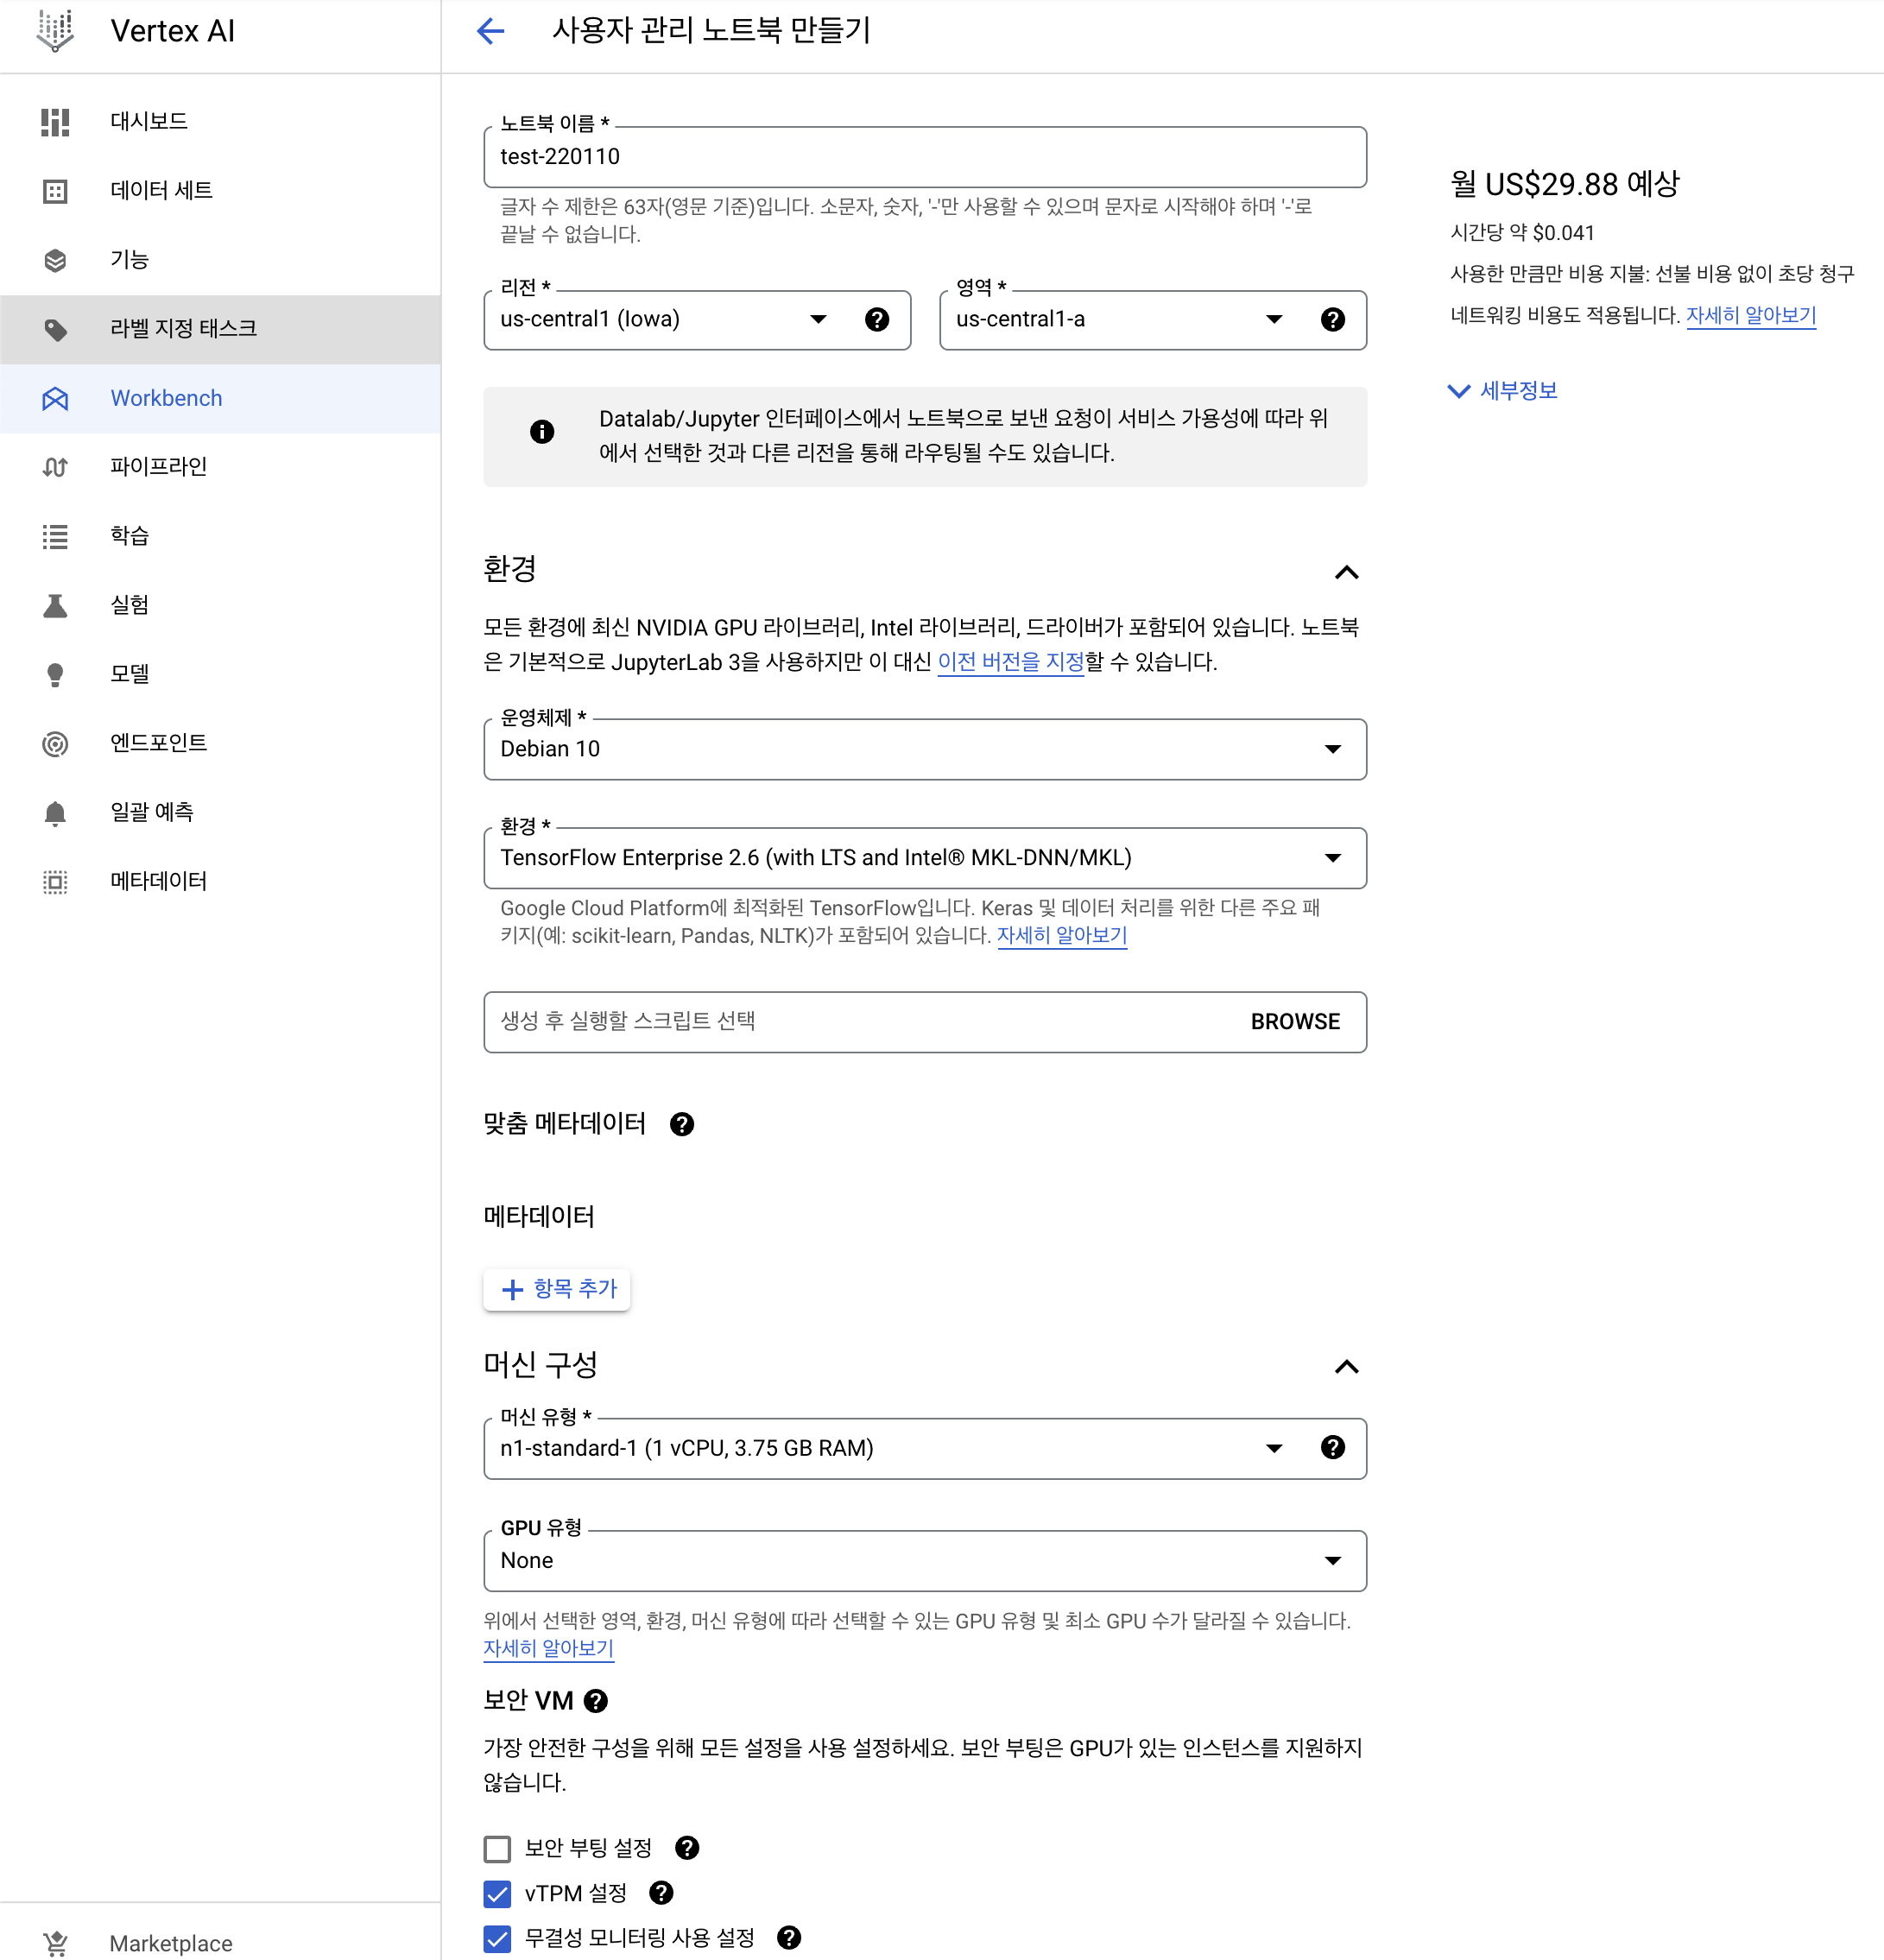 Vertex AI
사용자 관리 노트북 만들기
대시보드
데이터 세트
기능
라벨 지정 태스크
Workbench
파이프라인
학습
실험
모델
엔드포인트
일괄 예측
메타데이터
Marketplace
노트북 이름 *
test-220110
글자 수 제한은 63자(영문 기준)입니다. 소문자, 숫자, '-'만 사용할 수 있으며 문자로 시작해야 하며 '-'로
끝날 수 없습니다.
리전 *
us-central1 (Iowa)
영역 *
us-central1-a
Datalab/Jupyter 인터페이스에서 노트북으로 보낸 요청이 서비스 가용성에 따라 위
에서 선택한 것과 다른 리전을 통해 라우팅될 수도 있습니다.
환경
모든 환경에 최신 NVIDIA GPU 라이브러리, Intel 라이브러리, 드라이버가 포함되어 있습니다. 노트북
은 기본적으로 JupyterLab 3을 사용하지만 이 대신 이전 버전을 지정할 수 있습니다.
운영체제 *
Debian 10
환경 *
TensorFlow Enterprise 2.6 (with LTS and Intel® MKL-DNN/MKL)
Google Cloud Platform에 최적화된 TensorFlow입니다. Keras 및 데이터 처리를 위한 다른 주요 패
키지(예: scikit-learn, Pandas, NLTK)가 포함되어 있습니다. 자세히 알아보기
생성 후 실행할 스크립트 선택
BROWSE
맞춤 메타데이터
메타데이터
+ 항목 추가
머신 구성
머신 유형 *
n1-standard-1 (1 vCPU, 3.75 GB RAM)
GPU 유형
None
위에서 선택한 영역, 환경, 머신 유형에 따라 선택할 수 있는 GPU 유형 및 최소 GPU 수가 달라질 수 있습니다.
자세히 알아보기
보안 VM
가장 안전한 구성을 위해 모든 설정을 사용 설정하세요. 보안 부팅은 GPU가 있는 인스턴스를 지원하지
않습니다.
보안 부팅 설정
vTPM 설정
무결성 모니터링 사용 설정
월 US$29.88 예상
시간당 약 $0.041
사용한 만큼만 비용 지불: 선불 비용 없이 초당 청구
네트워킹 비용도 적용됩니다. 자세히 알아보기
세부정보